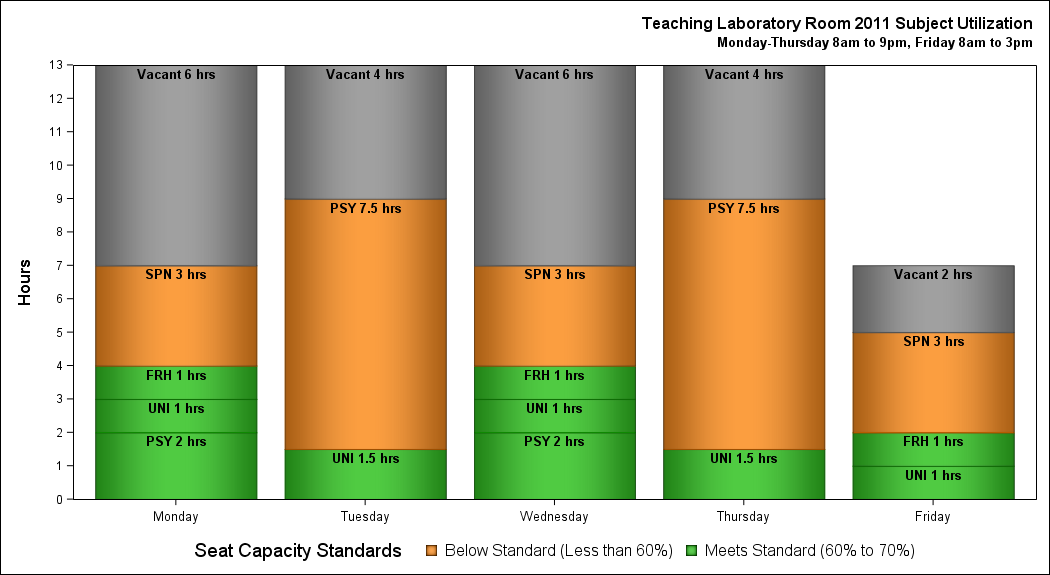 Teaching Laboratory Room 2011 Subject Utilization
Monday-Thursday 8am to 9pm, Friday 8am to 3pm
Hours
13
12
11
10
9
8
7
6
5
4
3
2
1
0
Vacant 6 hrs
SPN 3 hrs
FRH 1 hrs
UNI 1 hrs
PSY 2 hrs
Vacant 4 hrs
PSY 7.5 hrs
UNI 1.5 hrs
Vacant 6 hrs
SPN 3 hrs
FRH 1 hrs
UNI 1 hrs
PSY 2 hrs
Vacant 4 hrs
PSY 7.5 hrs
UNI 1.5 hrs
Vacant 2 hrs
SPN 3 hrs
FRH 1 hrs
UNI 1 hrs
Monday Tuesday Wednesday Thursday Friday
Seat Capacity Standards Below Standard (Less than 60%) Meets Standard (60% to 70%)